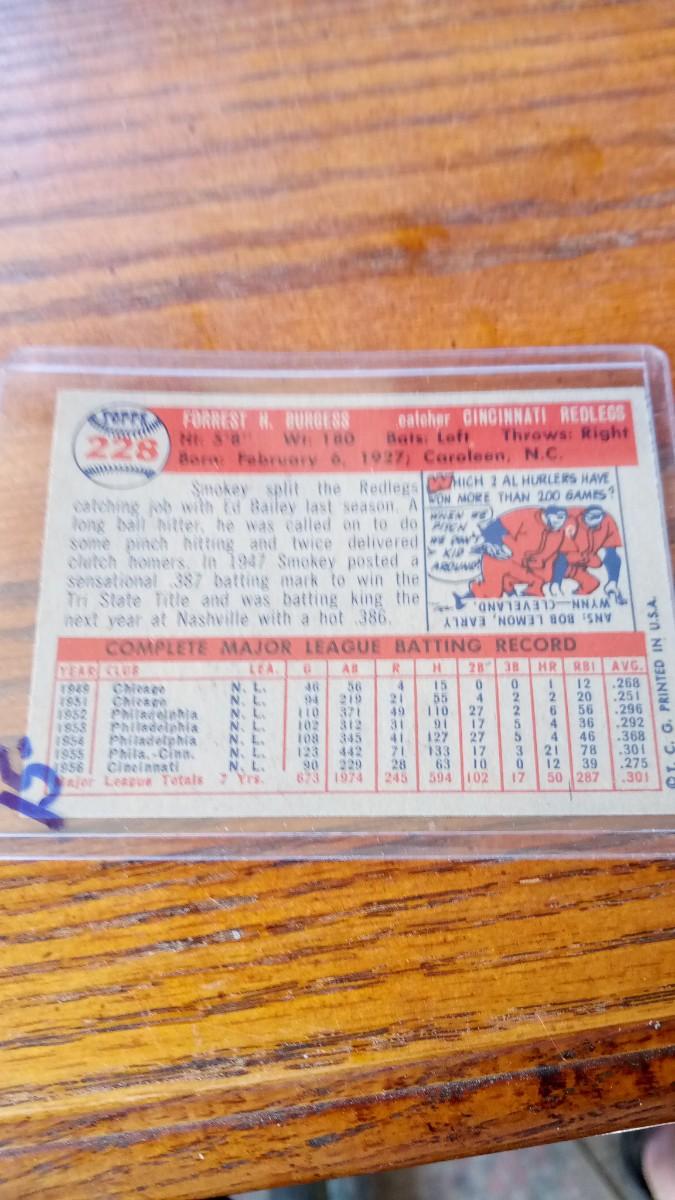 TOPPS
228
FORREST H. BURGESS catcher CINCINNATI REDLEGS
Ht: 5'8" Wt: 180 Bats: Left Throws: Right
Born: February 6, 1927; Caroleen, N.C.
Smokey split the Redlegs
catching job with Ed Bailey last season. A
long ball hitter, he was called on to do
some pinch hitting and twice delivered
clutch homers. In 1947 Smokey posted a
sensational .387 batting mark to win the
Tri State Title and was batting king the
next year at Nashville with a hot .386.
WHICH 2 AL HURLERS HAVE
WON MORE THAN 200 GAMES?
WHEN WE
PITCH
WE DON'T
KID
AROUND!
ANS: BOB LEMON, EARLY
WYNN—CLEVELAND.
COMPLETE MAJOR LEAGUE BATTING RECORD
YEAR CLUB LEA. G AB R H 2B 3B HR RBI AVG.
1949 Chicago N. L. 46 56 4 15 0 0 1 12 .268
1951 Chicago N. L. 94 219 21 55 4 2 2 20 .251
1952 Philadelphia N. L. 110 371 49 110 27 2 6 56 .296
1953 Philadelphia N. L. 102 312 31 91 17 5 4 36 .292
1954 Philadelphia N. L. 108 345 41 127 27 5 4 46 .368
1955 Phila.-Cinn. N. L. 123 442 71 133 17 3 21 78 .301
1956 Cincinnati N. L. 90 229 28 63 10 0 12 39 .275
Major League Totals 7 Yrs. 673 1974 245 594 102 17 50 287 .301
© T. C. G. PRINTED IN U.S.A.
15-